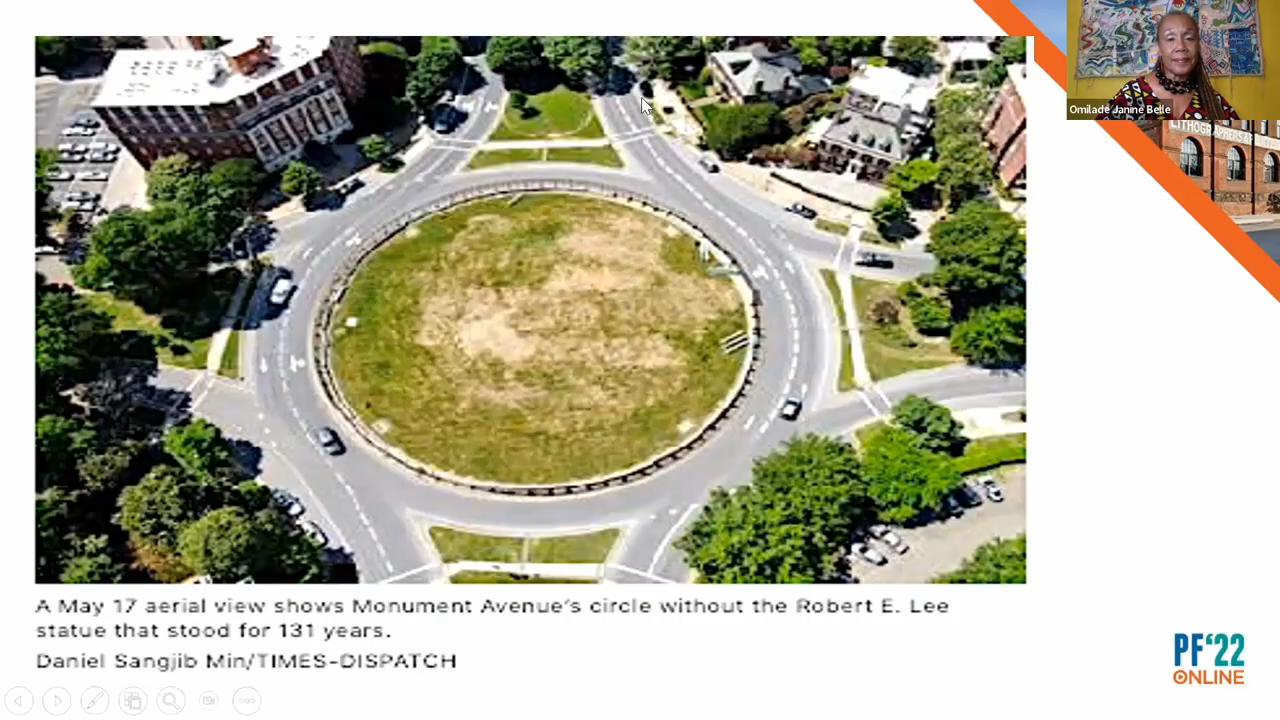 Omilade Janine Belle
LITHOGRAPHERS
A May 17 aerial view shows Monument Avenue's circle without the Robert E. Lee
statue that stood for 131 years.
Daniel Sangjib Min/TIMES-DISPATCH
PF'22
ONLINE